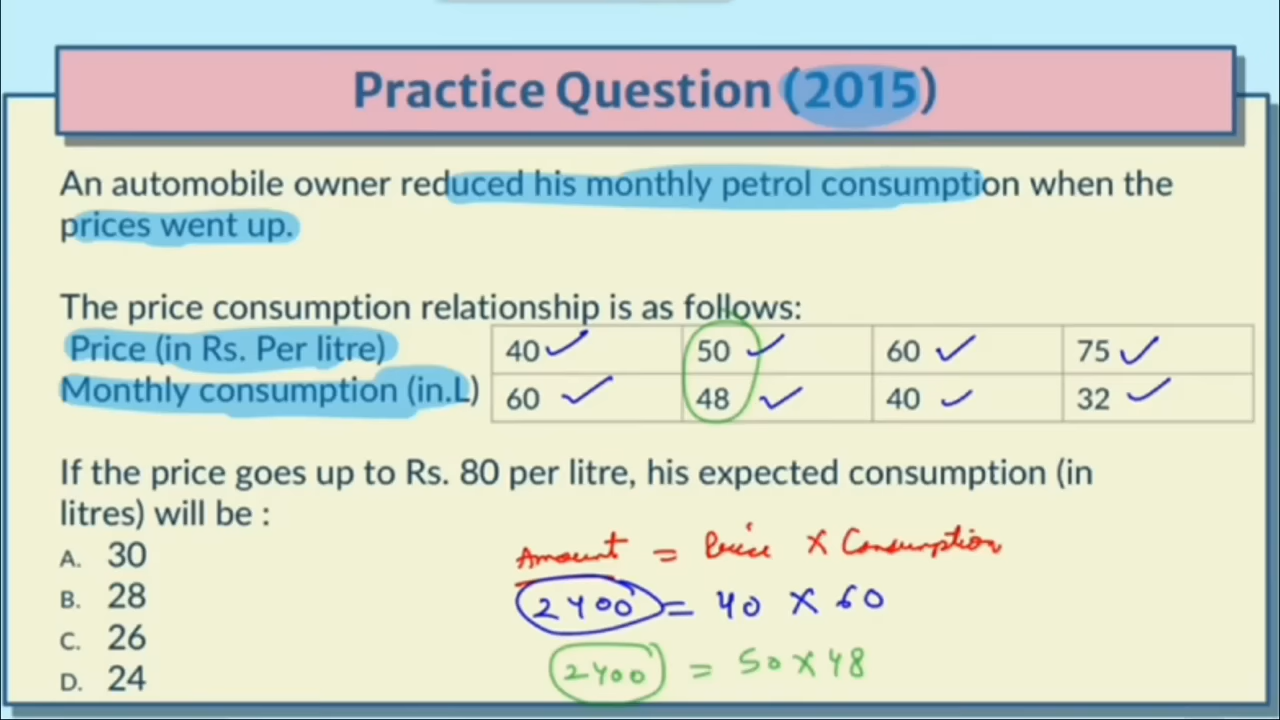 Practice Question (2015)
An automobile owner reduced his monthly petrol consumption when the
prices went up.
The price consumption relationship is as follows:
Price (in Rs. Per litre) 40 50 60 75
Monthly consumption (in.L) 60 48 40 32
If the price goes up to Rs. 80 per litre, his expected consumption (in
litres) will be :
A. 30
B. 28
C. 26
D. 24
Amount = Price X Consumption
2400 = 40 X 60
2400 = 50 X 48